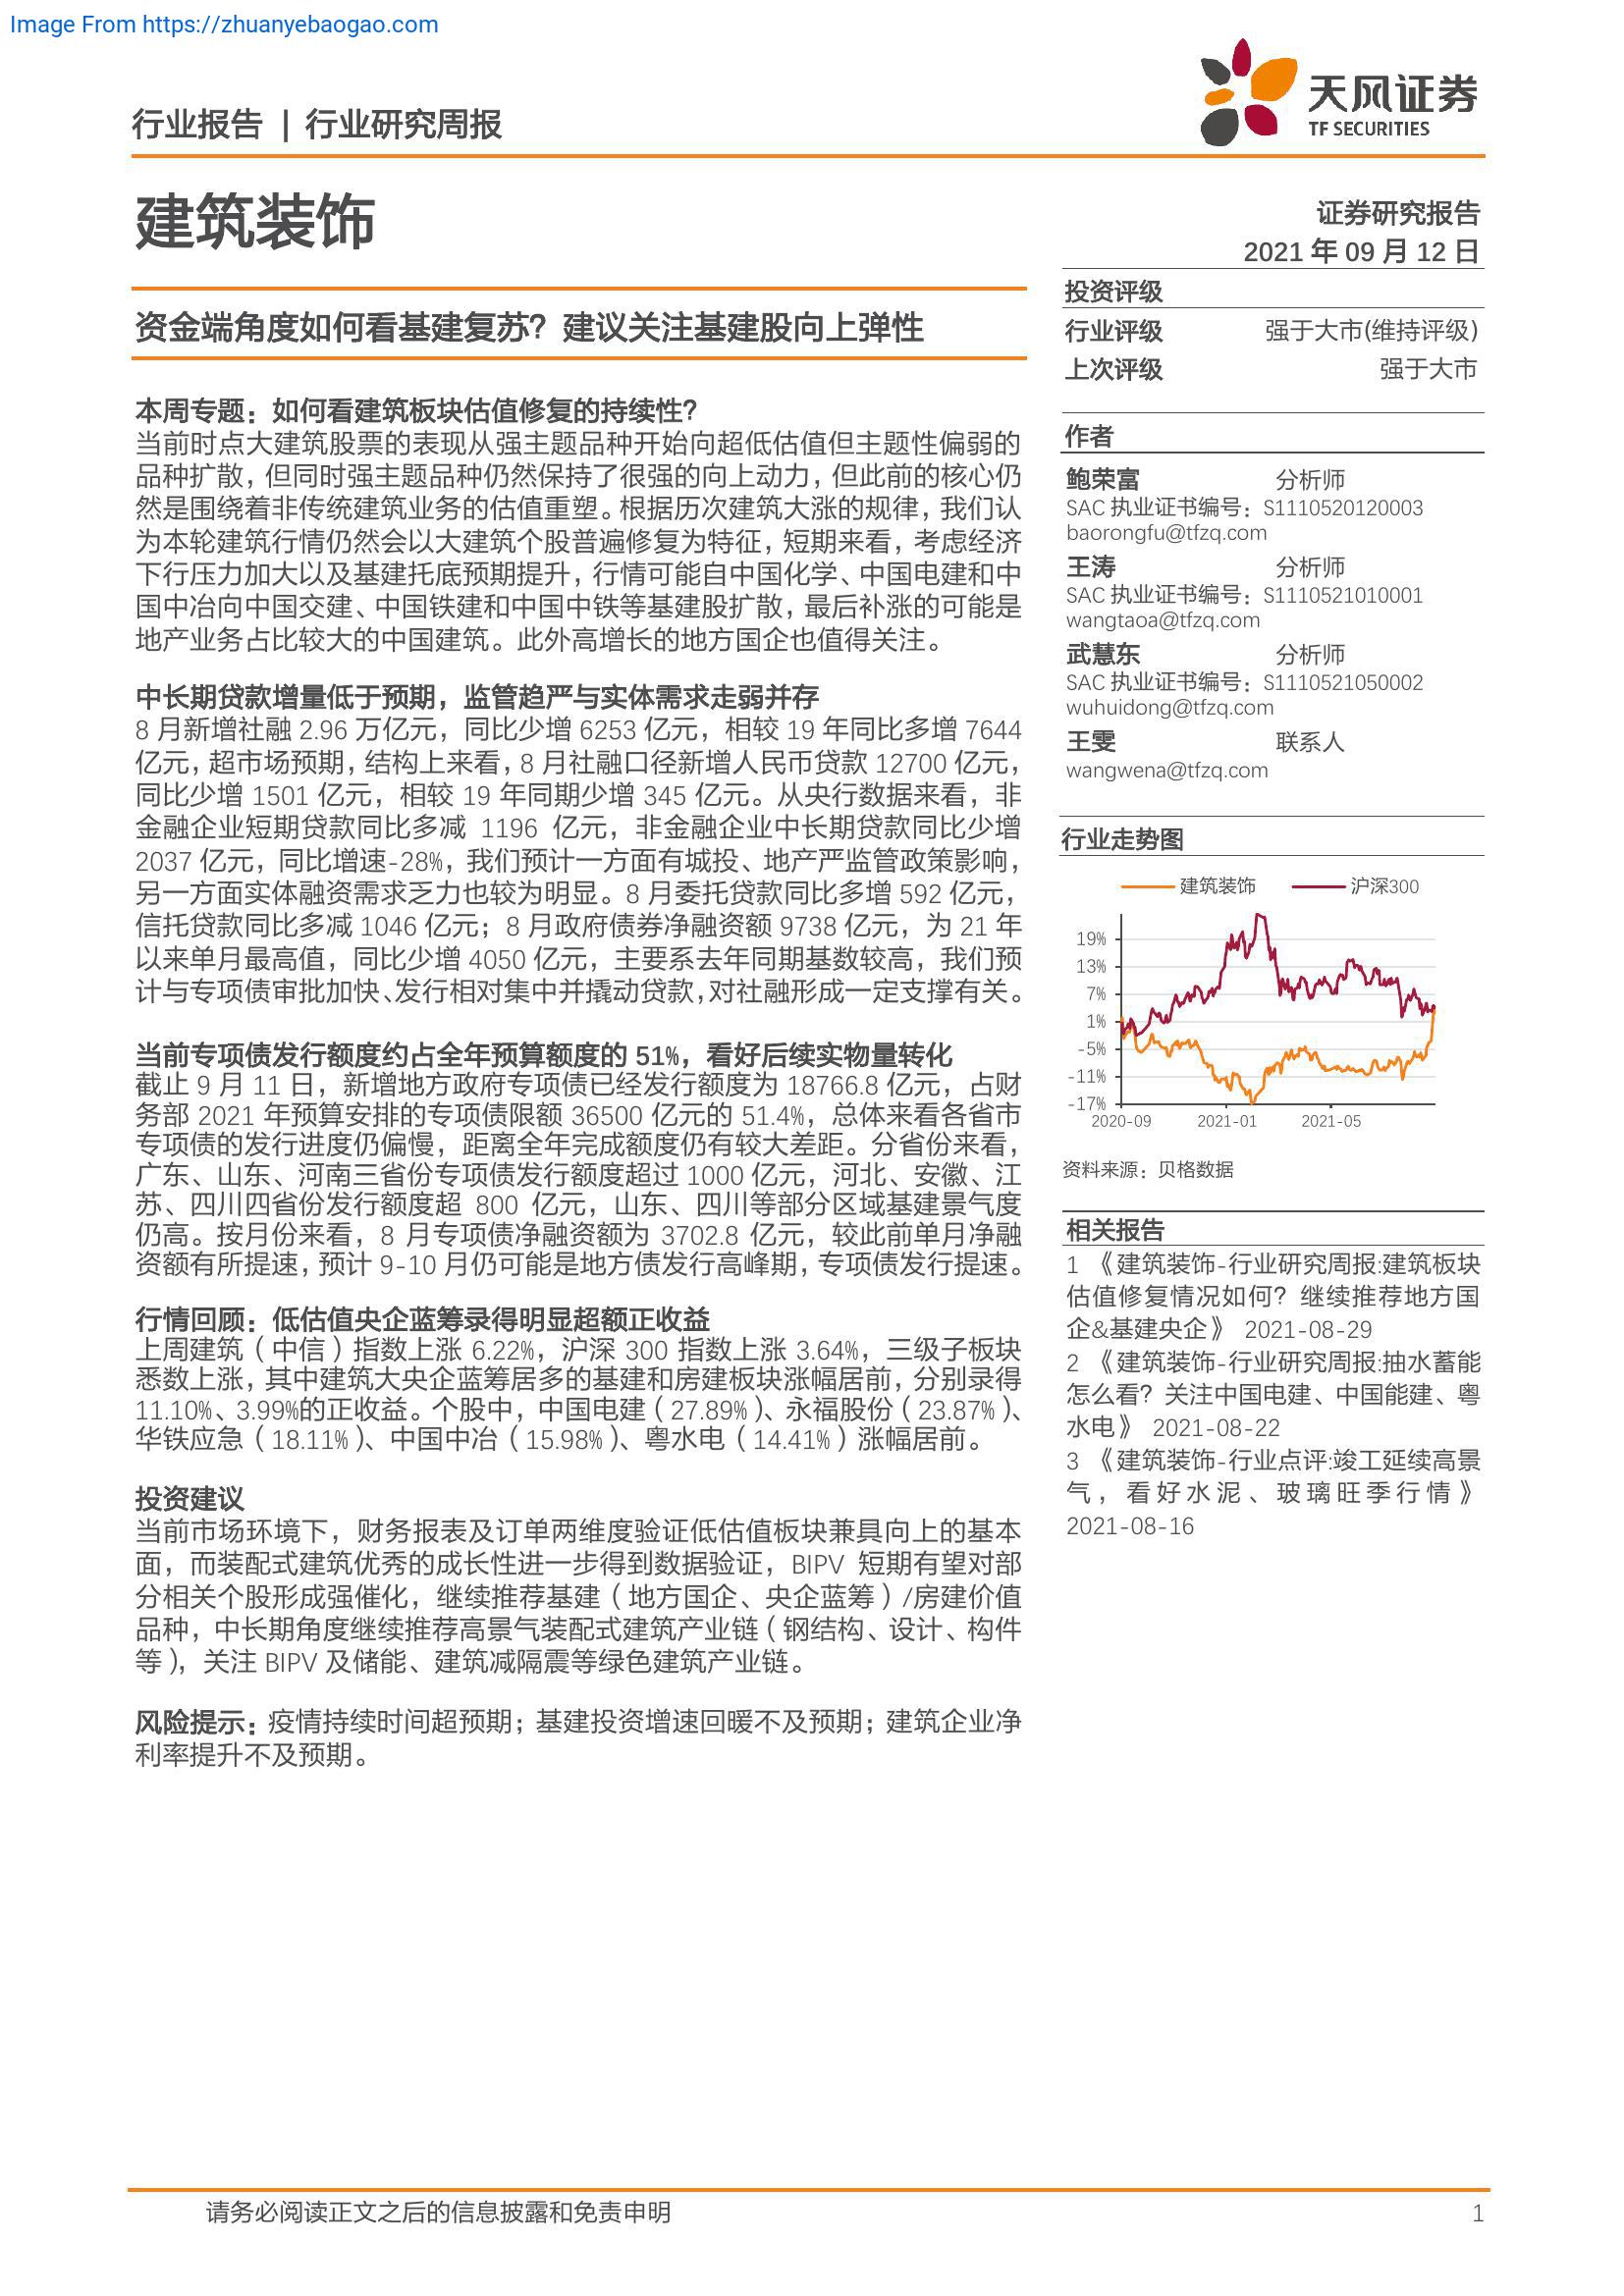 Image From https://zhuanyebaogao.com
行业报告 | 行业研究周报
天风证券
TF SECURITIES
建筑装饰
证券研究报告
2021 年 09 月 12 日
资金端角度如何看基建复苏？建议关注基建股向上弹性
本周专题：如何看建筑板块估值修复的持续性？
当前时点大建筑股票的表现从强主题品种开始向超低估值但主题性偏弱的
品种扩散，但同时强主题品种仍然保持了很强的向上动力，但此前的核心仍
然是围绕着非传统建筑业务的估值重塑。根据历次建筑大涨的规律，我们认
为本轮建筑行情仍然会以大建筑个股普遍修复为特征，短期来看，考虑经济
下行压力加大以及基建托底预期提升，行情可能自中国化学、中国电建和中
国中冶向中国交建、中国铁建和中国中铁等基建股扩散，最后补涨的可能是
地产业务占比较大的中国建筑。此外高增长的地方国企也值得关注。
中长期贷款增量低于预期，监管趋严与实体需求走弱并存
8 月新增社融 2.96 万亿元，同比少增 6253 亿元，相较 19 年同比多增 7644
亿元，超市场预期，结构上来看，8 月社融口径新增人民币贷款 12700 亿元，
同比少增 1501 亿元，相较 19 年同期少增 345 亿元。从央行数据来看，非
金融企业短期贷款同比多减 1196 亿元，非金融企业中长期贷款同比少增
2037 亿元，同比增速-28%，我们预计一方面有城投、地产严监管政策影响，
另一方面实体融资需求乏力也较为明显。8 月委托贷款同比多增 592 亿元，
信托贷款同比多减 1046 亿元；8 月政府债券净融资额 9738 亿元，为 21 年
以来单月最高值，同比少增 4050 亿元，主要系去年同期基数较高，我们预
计与专项债审批加快、发行相对集中并撬动贷款，对社融形成一定支撑有关。
当前专项债发行额度约占全年预算额度的 51%，看好后续实物量转化
截止 9 月 11 日，新增地方政府专项债已经发行额度为 18766.8 亿元，占财
务部 2021 年预算安排的专项债限额 36500 亿元的 51.4%，总体来看各省市
专项债的发行进度仍偏慢，距离全年完成额度仍有较大差距。分省份来看，
广东、山东、河南三省份专项债发行额度超过 1000 亿元，河北、安徽、江
苏、四川四省份发行额度超 800 亿元，山东、四川等部分区域基建景气度
仍高。按月份来看，8 月专项债净融资额为 3702.8 亿元，较此前单月净融
资额有所提速，预计 9-10 月仍可能是地方债发行高峰期，专项债发行提速。
行情回顾：低估值央企蓝筹录得明显超额正收益
上周建筑（中信）指数上涨 6.22%，沪深 300 指数上涨 3.64%，三级子板块
悉数上涨，其中建筑大央企蓝筹居多的基建和房建板块涨幅居前，分别录得
11.10%、3.99%的正收益。个股中，中国电建（27.89%）、永福股份（23.87%）、
华铁应急（18.11%）、中国中冶（15.98%）、粤水电（14.41%）涨幅居前。
投资建议
当前市场环境下，财务报表及订单两维度验证低估值板块兼具向上的基本
面，而装配式建筑优秀的成长性进一步得到数据验证，BIPV 短期有望对部
分相关个股形成强催化，继续推荐基建（地方国企、央企蓝筹）/房建价值
品种，中长期角度继续推荐高景气装配式建筑产业链（钢结构、设计、构件
等），关注 BIPV 及储能、建筑减隔震等绿色建筑产业链。
风险提示：疫情持续时间超预期；基建投资增速回暖不及预期；建筑企业净
利率提升不及预期。
投资评级
行业评级 强于大市(维持评级)
上次评级 强于大市
作者
鲍荣富 分析师
SAC 执业证书编号：S1110520120003
baorongfu@tfzq.com
王涛 分析师
SAC 执业证书编号：S1110521010001
wangtaoa@tfzq.com
武慧东 分析师
SAC 执业证书编号：S1110521050002
wuhuidong@tfzq.com
王雯 联系人
wangwena@tfzq.com
行业走势图
建筑装饰 沪深300
19%
13%
7%
1%
-5%
-11%
-17%
2020-09 2021-01 2021-05
资料来源：贝格数据
相关报告
1 《建筑装饰-行业研究周报:建筑板块
估值修复情况如何？继续推荐地方国
企&基建央企》 2021-08-29
2 《建筑装饰-行业研究周报:抽水蓄能
怎么看？关注中国电建、中国能建、粤
水电》 2021-08-22
3 《建筑装饰-行业点评:竣工延续高景
气，看好水泥、玻璃旺季行情》
2021-08-16
请务必阅读正文之后的信息披露和免责申明 1